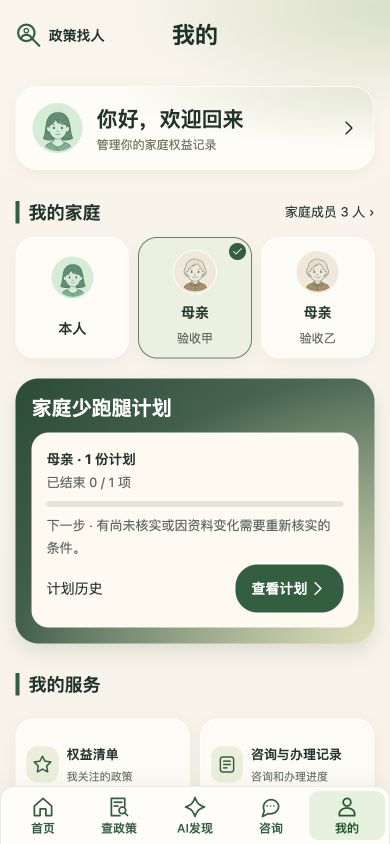 政策找人
我的
你好，欢迎回来
管理你的家庭权益记录
我的家庭
家庭成员 3 人 ›
本人
母亲
验收甲
母亲
验收乙
家庭少跑腿计划
母亲 · 1 份计划
已结束 0 / 1 项
下一步 · 有尚未核实或因资料变化需要重新核实的
条件。
计划历史
查看计划
我的服务
权益清单
我关注的政策
咨询与办理记录
咨询和办理进度
首页
查政策
AI发现
咨询
我的